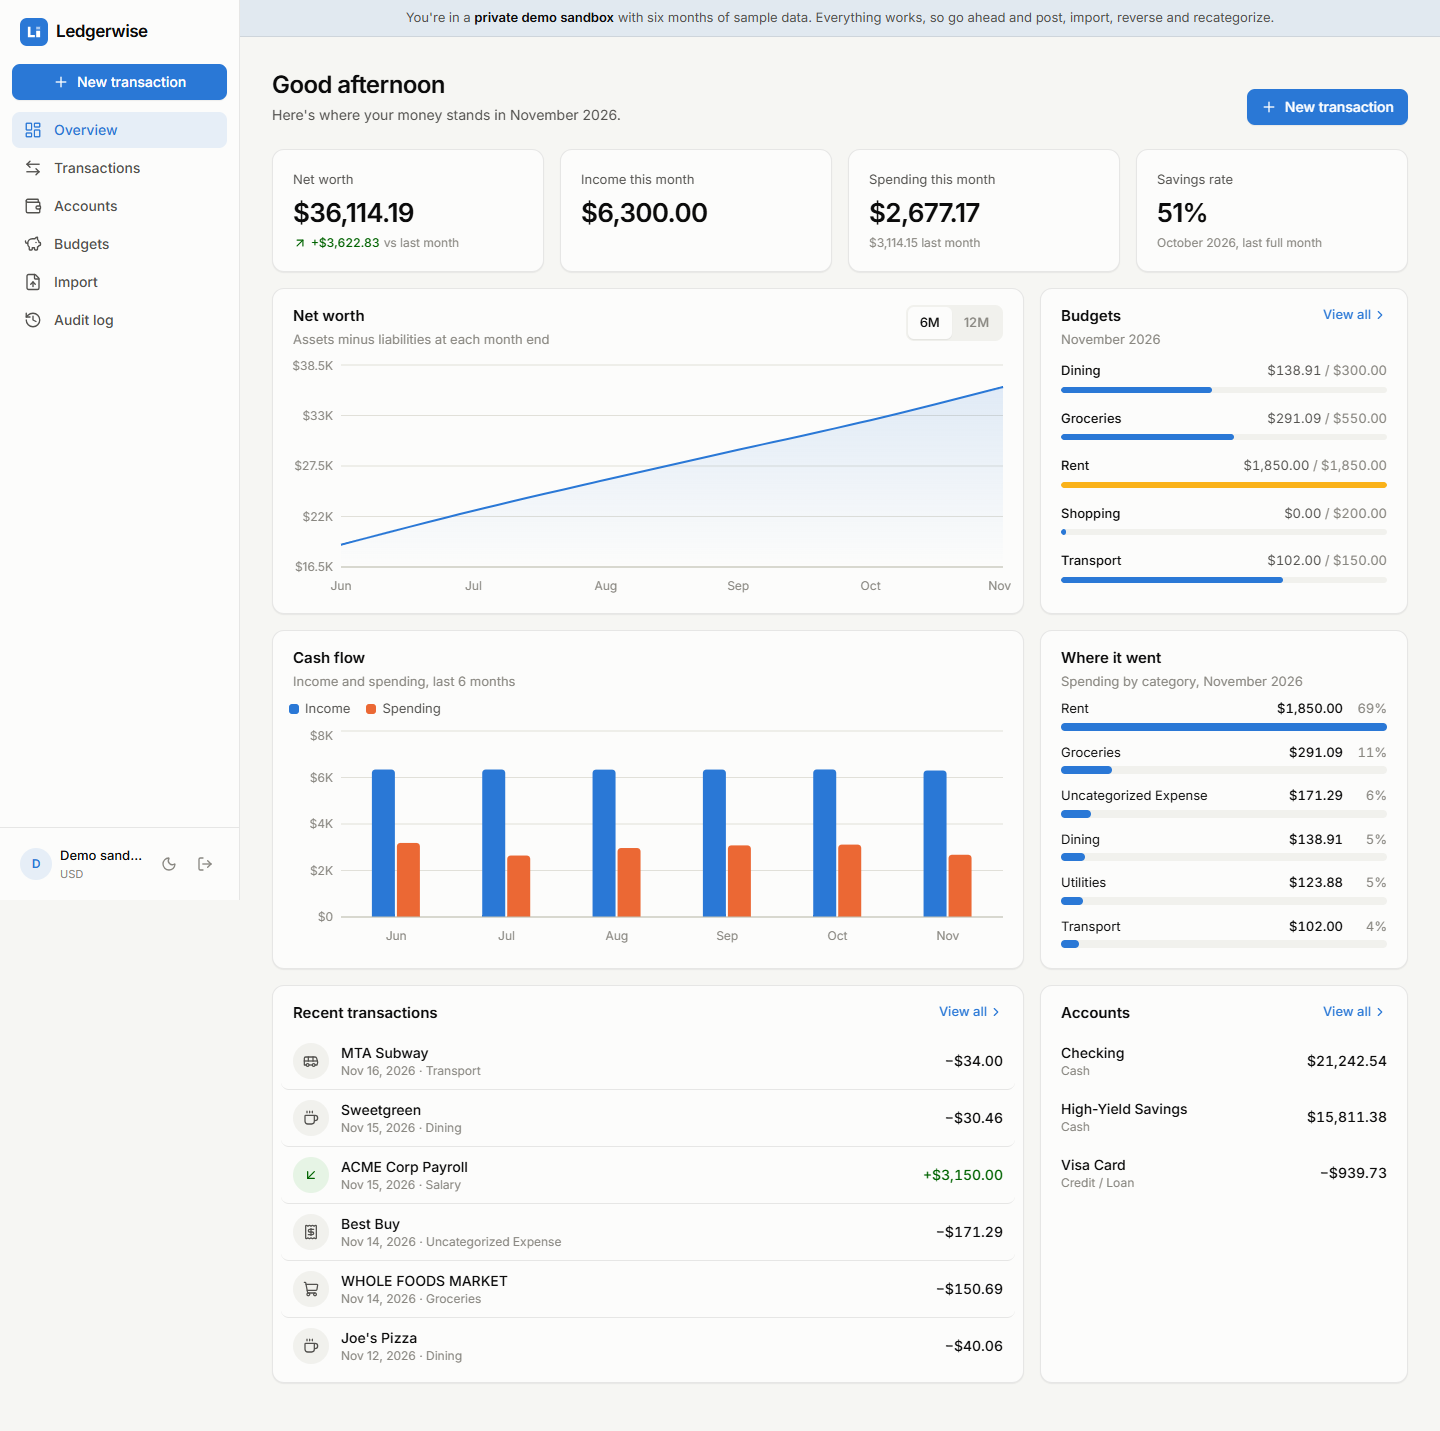 Ledgerwise
New transaction
Overview
Transactions
Accounts
Budgets
Import
Audit log
D
Demo sand...
USD
You're in a private demo sandbox with six months of sample data. Everything works, so go ahead and post, import, reverse and recategorize.
Good afternoon
Here's where your money stands in November 2026.
New transaction
Net worth
$36,114.19
+$3,622.83 vs last month
Income this month
$6,300.00
Spending this month
$2,677.17
$3,114.15 last month
Savings rate
51%
October 2026, last full month
Net worth
Assets minus liabilities at each month end
6M 12M
$38.5K
$33K
$27.5K
$22K
$16.5K
Jun Jul Aug Sep Oct Nov
Budgets
View all
November 2026
Dining $138.91 / $300.00
Groceries $291.09 / $550.00
Rent $1,850.00 / $1,850.00
Shopping $0.00 / $200.00
Transport $102.00 / $150.00
Cash flow
Income and spending, last 6 months
Income Spending
$8K
$6K
$4K
$2K
$0
Jun Jul Aug Sep Oct Nov
Where it went
Spending by category, November 2026
Rent $1,850.00 69%
Groceries $291.09 11%
Uncategorized Expense $171.29 6%
Dining $138.91 5%
Utilities $123.88 5%
Transport $102.00 4%
Recent transactions
View all
MTA Subway −$34.00
Nov 16, 2026 · Transport
Sweetgreen −$30.46
Nov 15, 2026 · Dining
ACME Corp Payroll +$3,150.00
Nov 15, 2026 · Salary
Best Buy −$171.29
Nov 14, 2026 · Uncategorized Expense
WHOLE FOODS MARKET −$150.69
Nov 14, 2026 · Groceries
Joe's Pizza −$40.06
Nov 12, 2026 · Dining
Accounts
View all
Checking $21,242.54
Cash
High-Yield Savings $15,811.38
Cash
Visa Card −$939.73
Credit / Loan